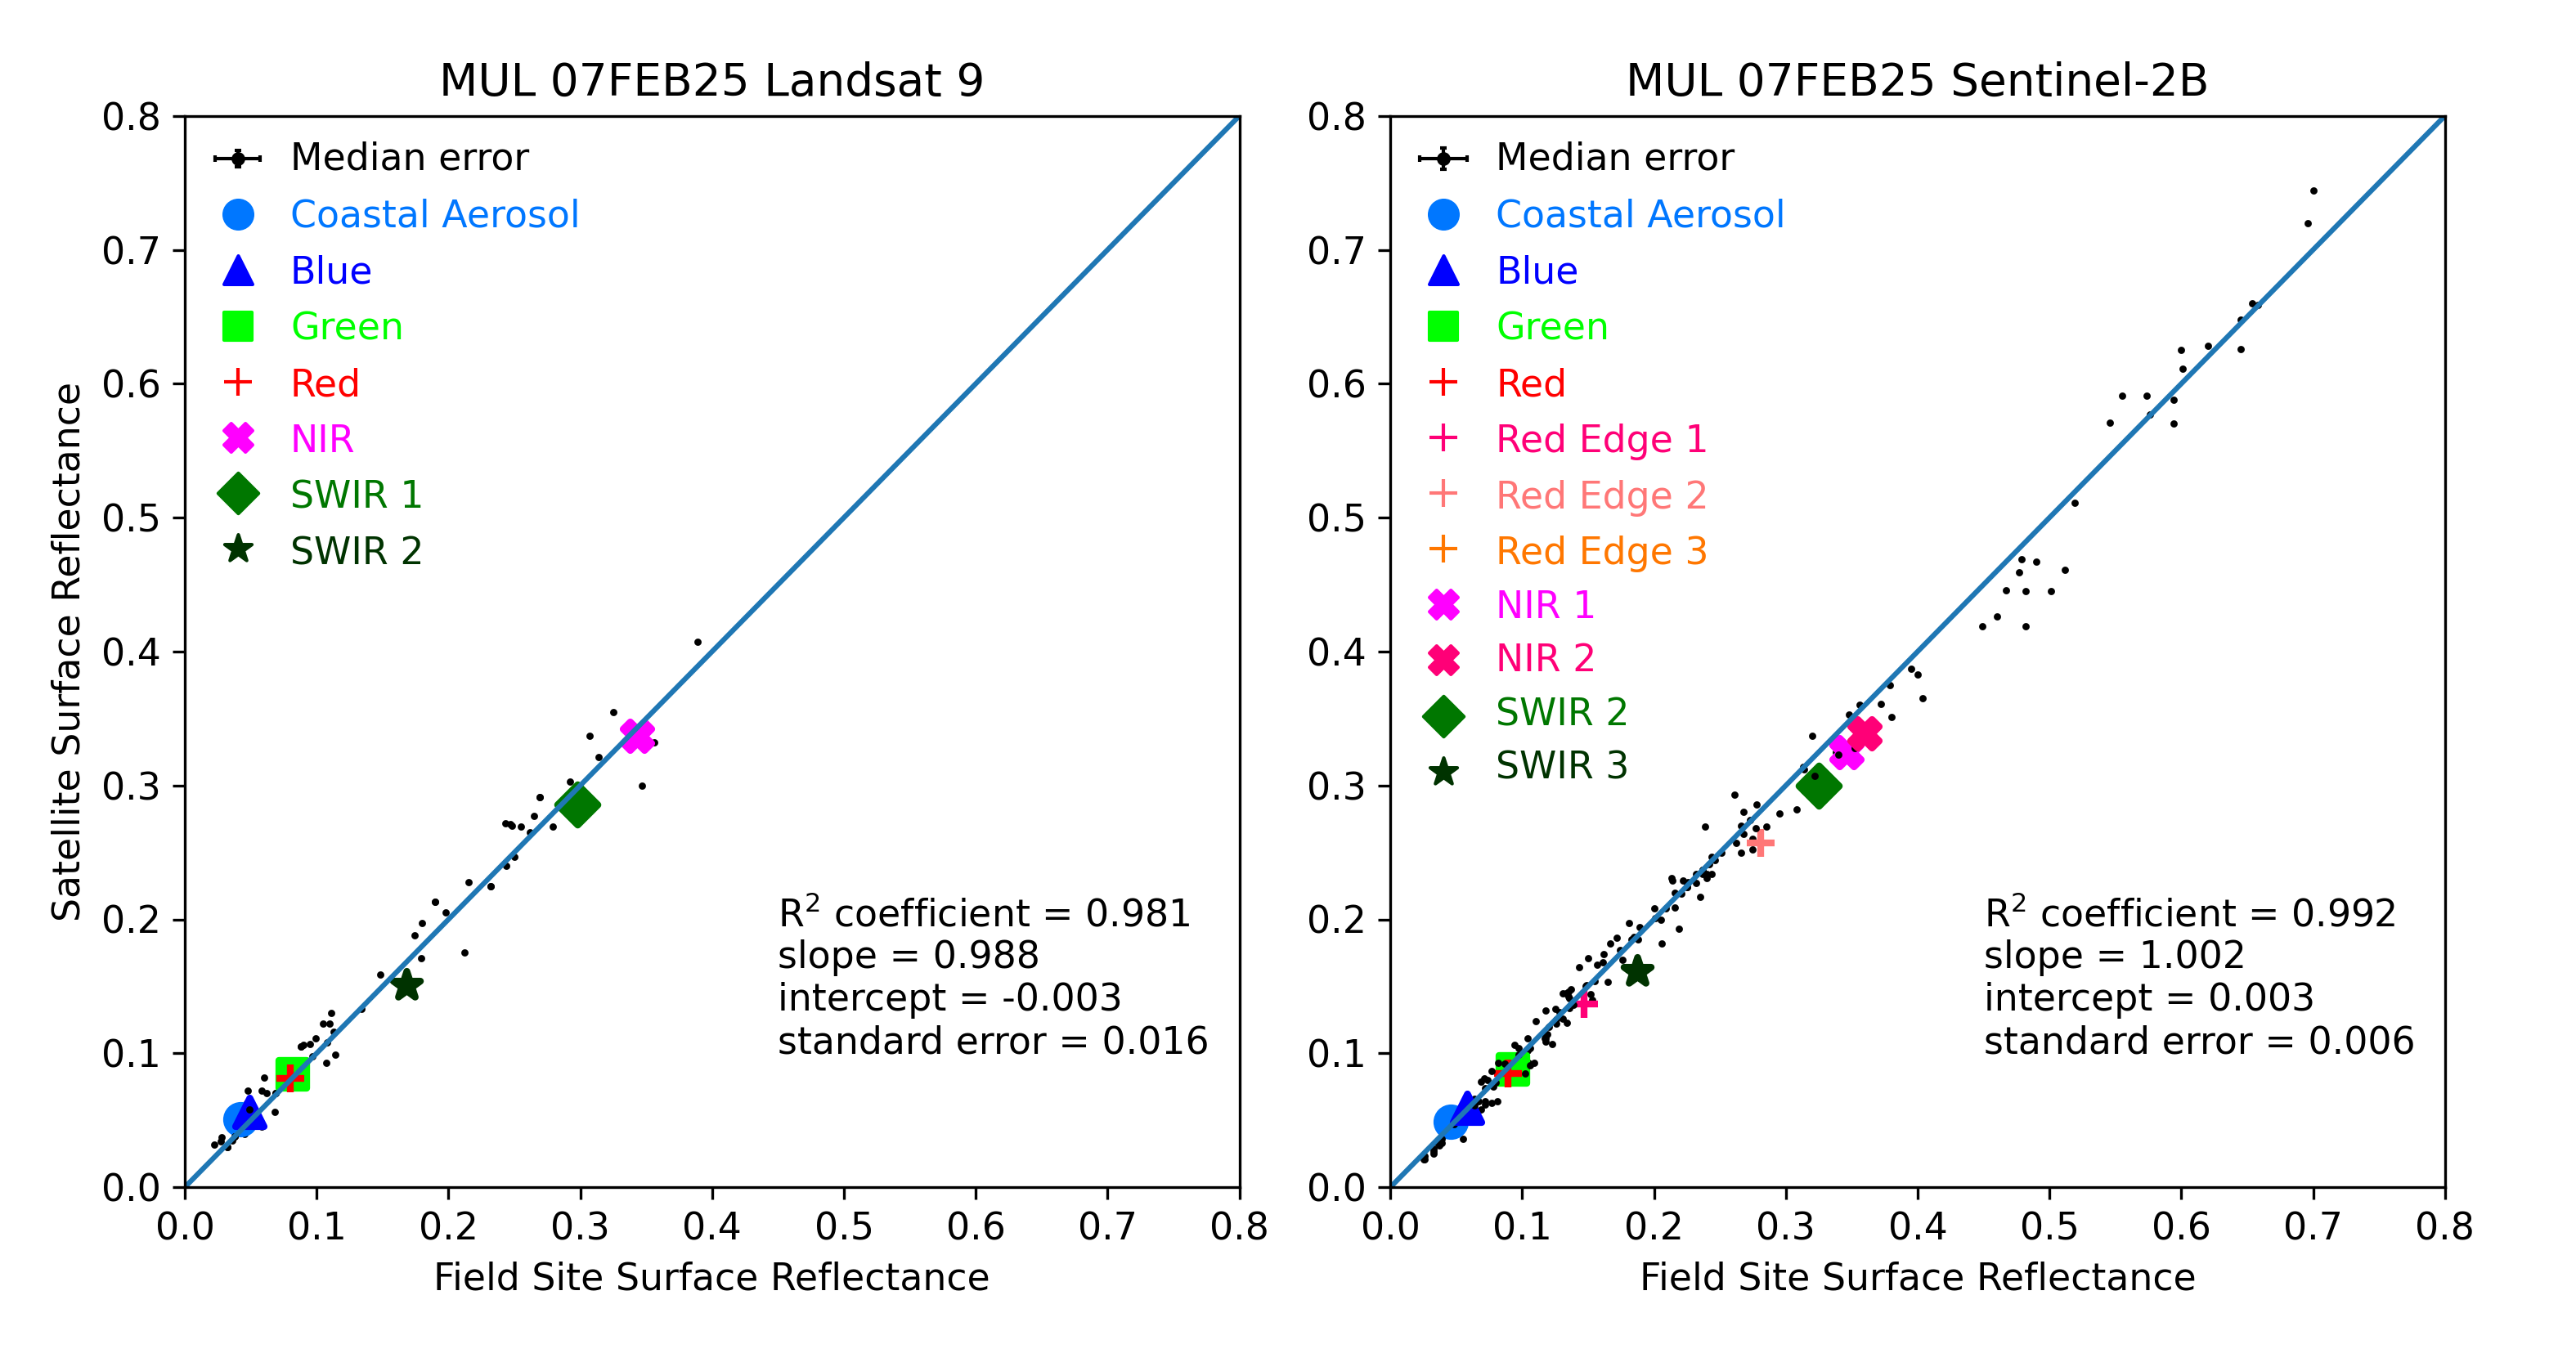 MUL 07FEB25 Landsat 9
Satellite Surface Reflectance
0.8
0.7
0.6
0.5
0.4
0.3
0.2
0.1
0.0
Median error
Coastal Aerosol
Blue
Green
Red
NIR
SWIR 1
SWIR 2
R² coefficient = 0.981
slope = 0.988
intercept = -0.003
standard error = 0.016
0.0 0.1 0.2 0.3 0.4 0.5 0.6 0.7 0.8
Field Site Surface Reflectance
MUL 07FEB25 Sentinel-2B
0.8
0.7
0.6
0.5
0.4
0.3
0.2
0.1
0.0
Median error
Coastal Aerosol
Blue
Green
Red
Red Edge 1
Red Edge 2
Red Edge 3
NIR 1
NIR 2
SWIR 2
SWIR 3
R² coefficient = 0.992
slope = 1.002
intercept = 0.003
standard error = 0.006
0.0 0.1 0.2 0.3 0.4 0.5 0.6 0.7 0.8
Field Site Surface Reflectance